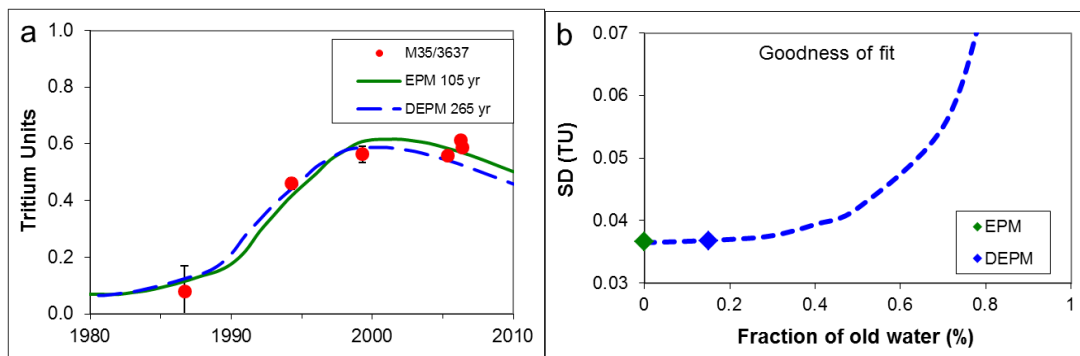 a
Tritium Units
1.0
0.8
0.6
0.4
0.2
0.0
1980 1990 2000 2010
M35/3637
EPM 105 yr
DEPM 265 yr
b
Goodness of fit
SD (TU)
0.07
0.06
0.05
0.04
0.03
0 0.2 0.4 0.6 0.8 1
Fraction of old water (%)
EPM
DEPM